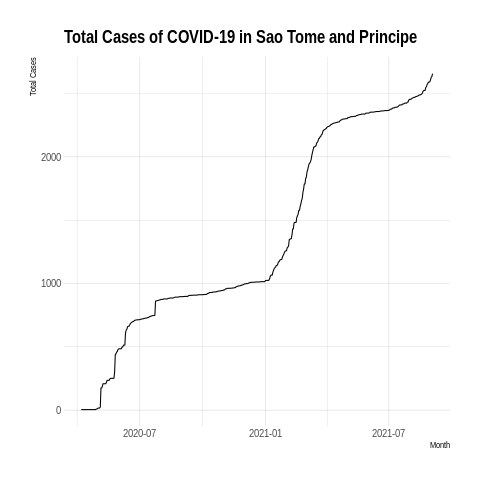 Total Cases of COVID-19 in Sao Tome and Principe
Total Cases
2000
1000
0
2020-07 2021-01 2021-07
Month